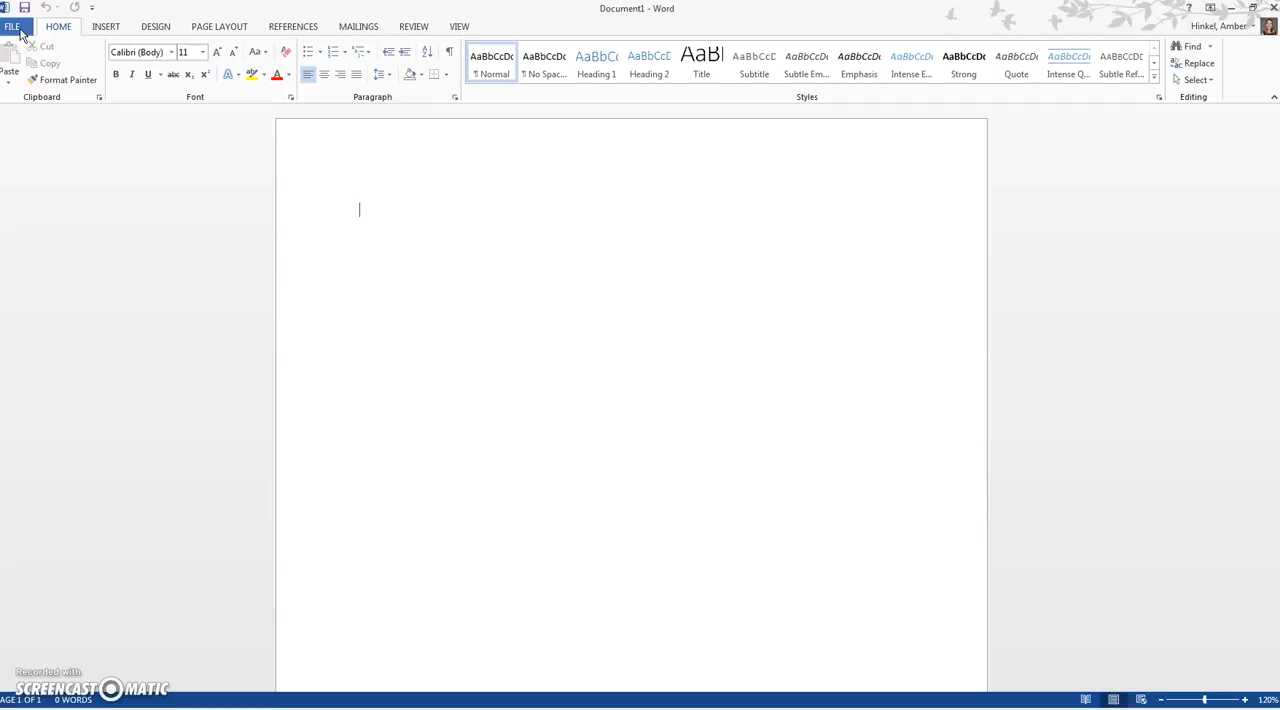 Document1 - Word
FILE HOME INSERT DESIGN PAGE LAYOUT REFERENCES MAILINGS REVIEW VIEW Hinkel, Amber
Cut
Copy
Paste
Format Painter
Clipboard
Calibri (Body) 11
Font
Paragraph
AaBbCcDc AaBbCcDc AaBbCc AaBbCcC AaBl AaBbCcC AaBbCcDc AaBbCcDc AaBbCcDc AaBbCcDc AaBbCcDc AaBbCcDc AABBCCDC
¶ Normal ¶ No Spac... Heading 1 Heading 2 Title Subtitle Subtle Em... Emphasis Intense E... Strong Quote Intense Q... Subtle Ref...
Styles
Find
Replace
Select
Editing
Recorded with
SCREENCAST-O-MATIC
AGE 1 OF 1 0 WORDS 120%